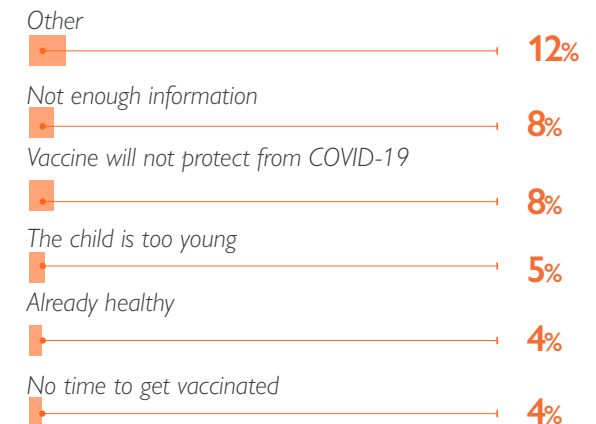 Other
12%
Not enough information
8%
Vaccine will not protect from COVID-19
8%
The child is too young
5%
Already healthy
4%
No time to get vaccinated
4%